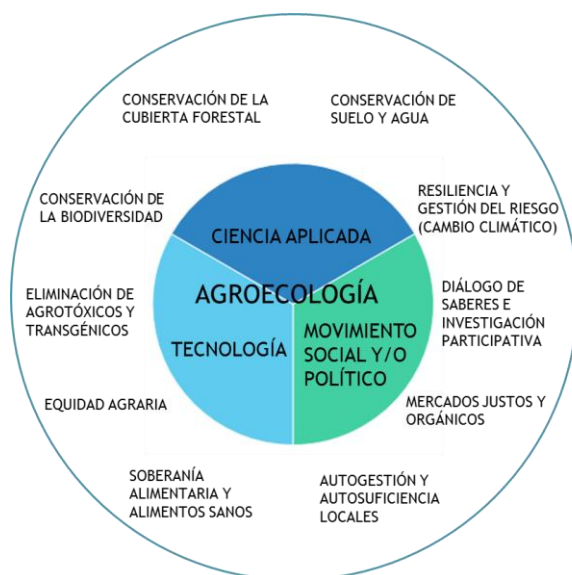 CONSERVACIÓN DE LA
CUBIERTA FORESTAL
CONSERVACIÓN DE
SUELO Y AGUA
CONSERVACIÓN DE
LA BIODIVERSIDAD
RESILIENCIA Y
GESTIÓN DEL RIESGO
(CAMBIO CLIMÁTICO)
CIENCIA APLICADA
AGROECOLOGÍA
TECNOLOGÍA
MOVIMIENTO
SOCIAL Y/O
POLÍTICO
ELIMINACIÓN DE
AGROTÓXICOS Y
TRANSGÉNICOS
DIÁLOGO DE
SABERES E
INVESTIGACIÓN
PARTICIPATIVA
EQUIDAD AGRARIA
MERCADOS JUSTOS Y
ORGÁNICOS
SOBERANÍA
ALIMENTARIA Y
ALIMENTOS SANOS
AUTOGESTIÓN Y
AUTOSUFICIENCIA
LOCALES